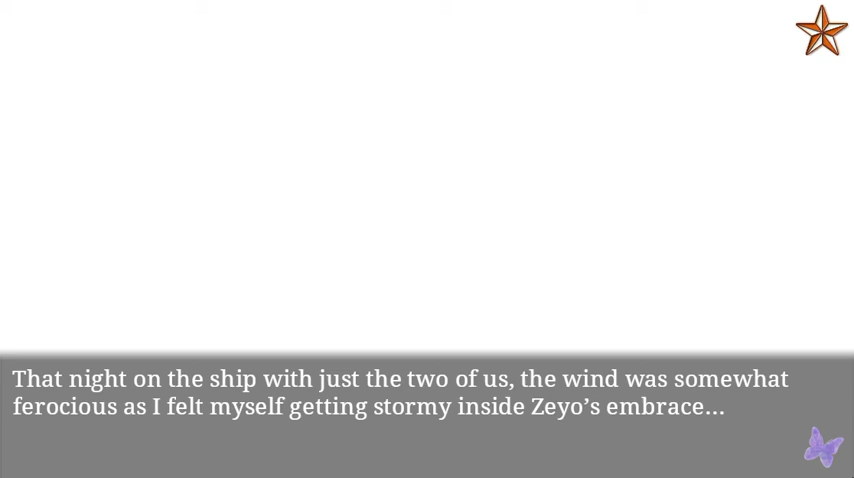 That night on the ship with just the two of us, the wind was somewhat
ferocious as I felt myself getting stormy inside Zeyo’s embrace…